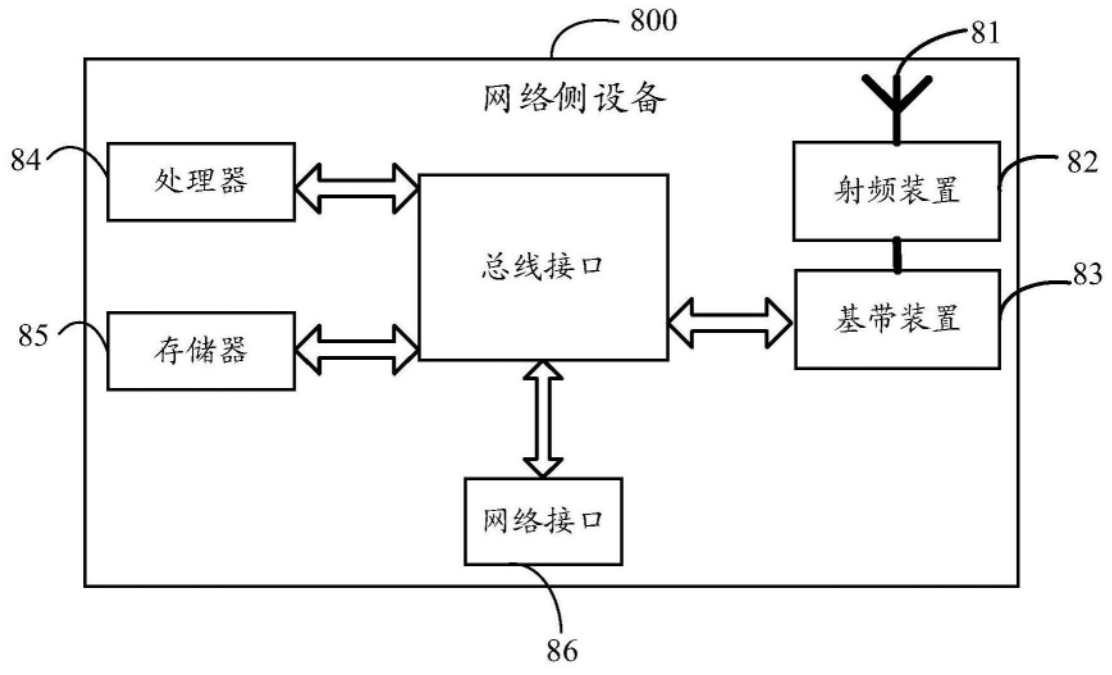 800
81
网络侧设备
84
处理器
82
射频装置
总线接口
83
基带装置
85
存储器
网络接口
86